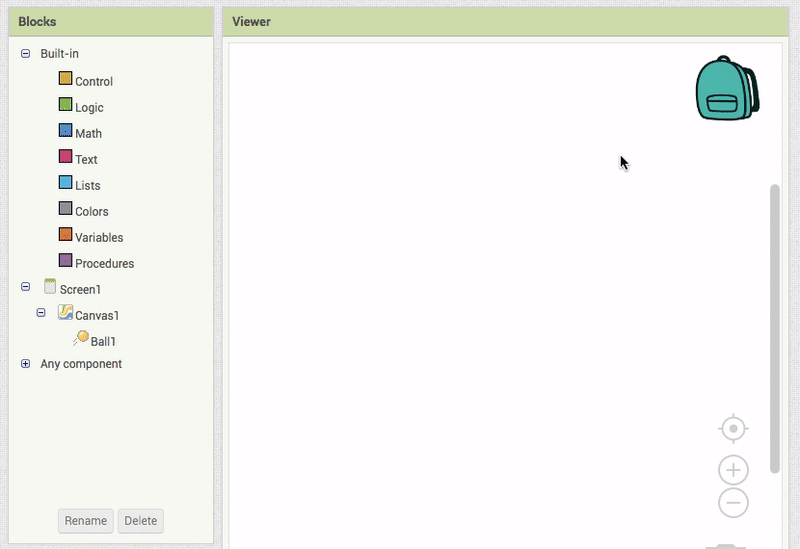 Blocks
Viewer
Built-in
Control
Logic
Math
Text
Lists
Colors
Variables
Procedures
Screen1
Canvas1
Ball1
Any component
Rename Delete